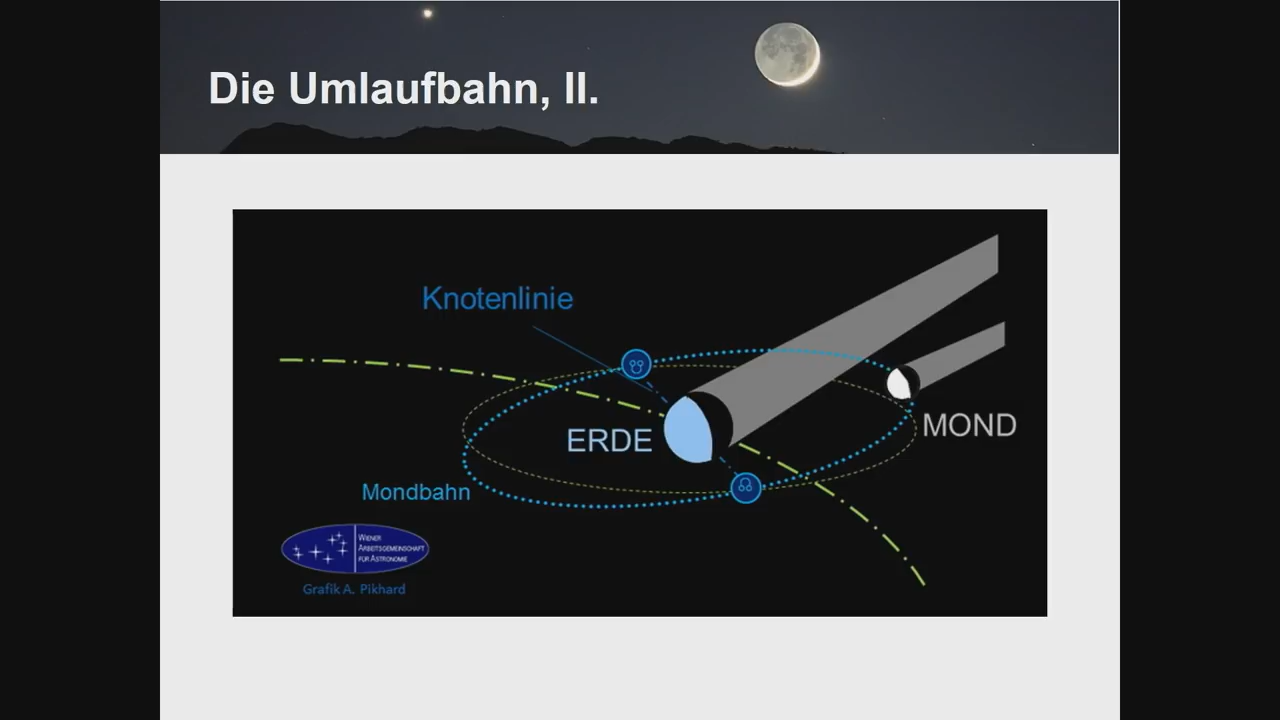 Die Umlaufbahn, II.
Knotenlinie
ERDE
MOND
Mondbahn
WIENER
ARBEITSGEMEINSCHAFT
FÜR ASTRONOMIE
Grafik A. Pikhard